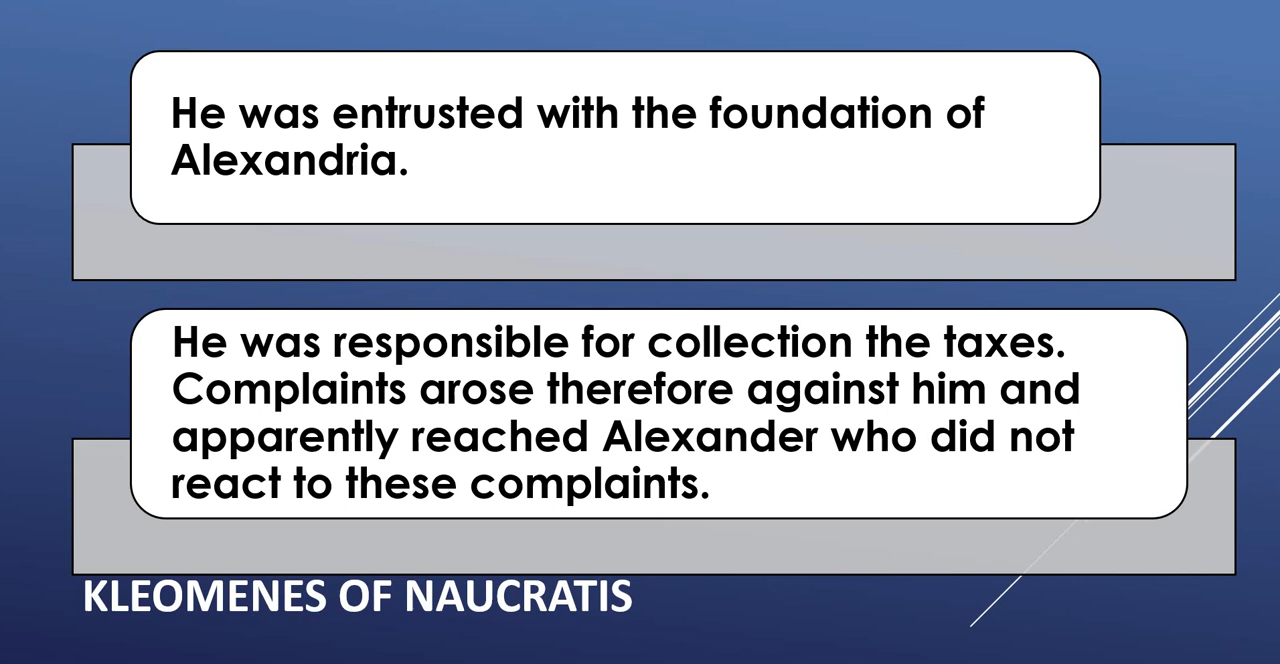 He was entrusted with the foundation of
Alexandria.
He was responsible for collection the taxes.
Complaints arose therefore against him and
apparently reached Alexander who did not
react to these complaints.
KLEOMENES OF NAUCRATIS